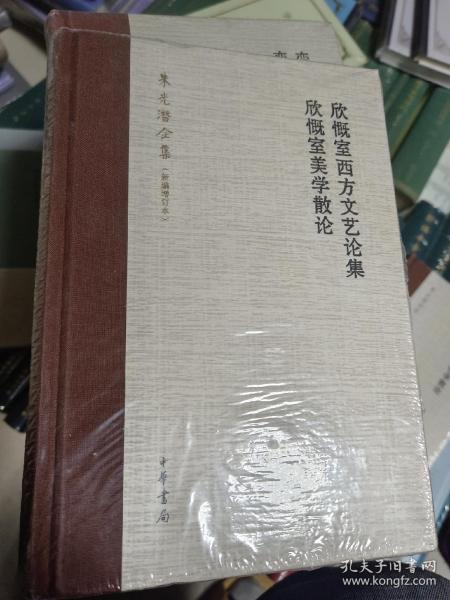 欣慨室西方文艺论集
欣慨室美学散论
朱光潜全集（新编增订本）
中华书局
孔夫子旧书网
www.kongfz.com